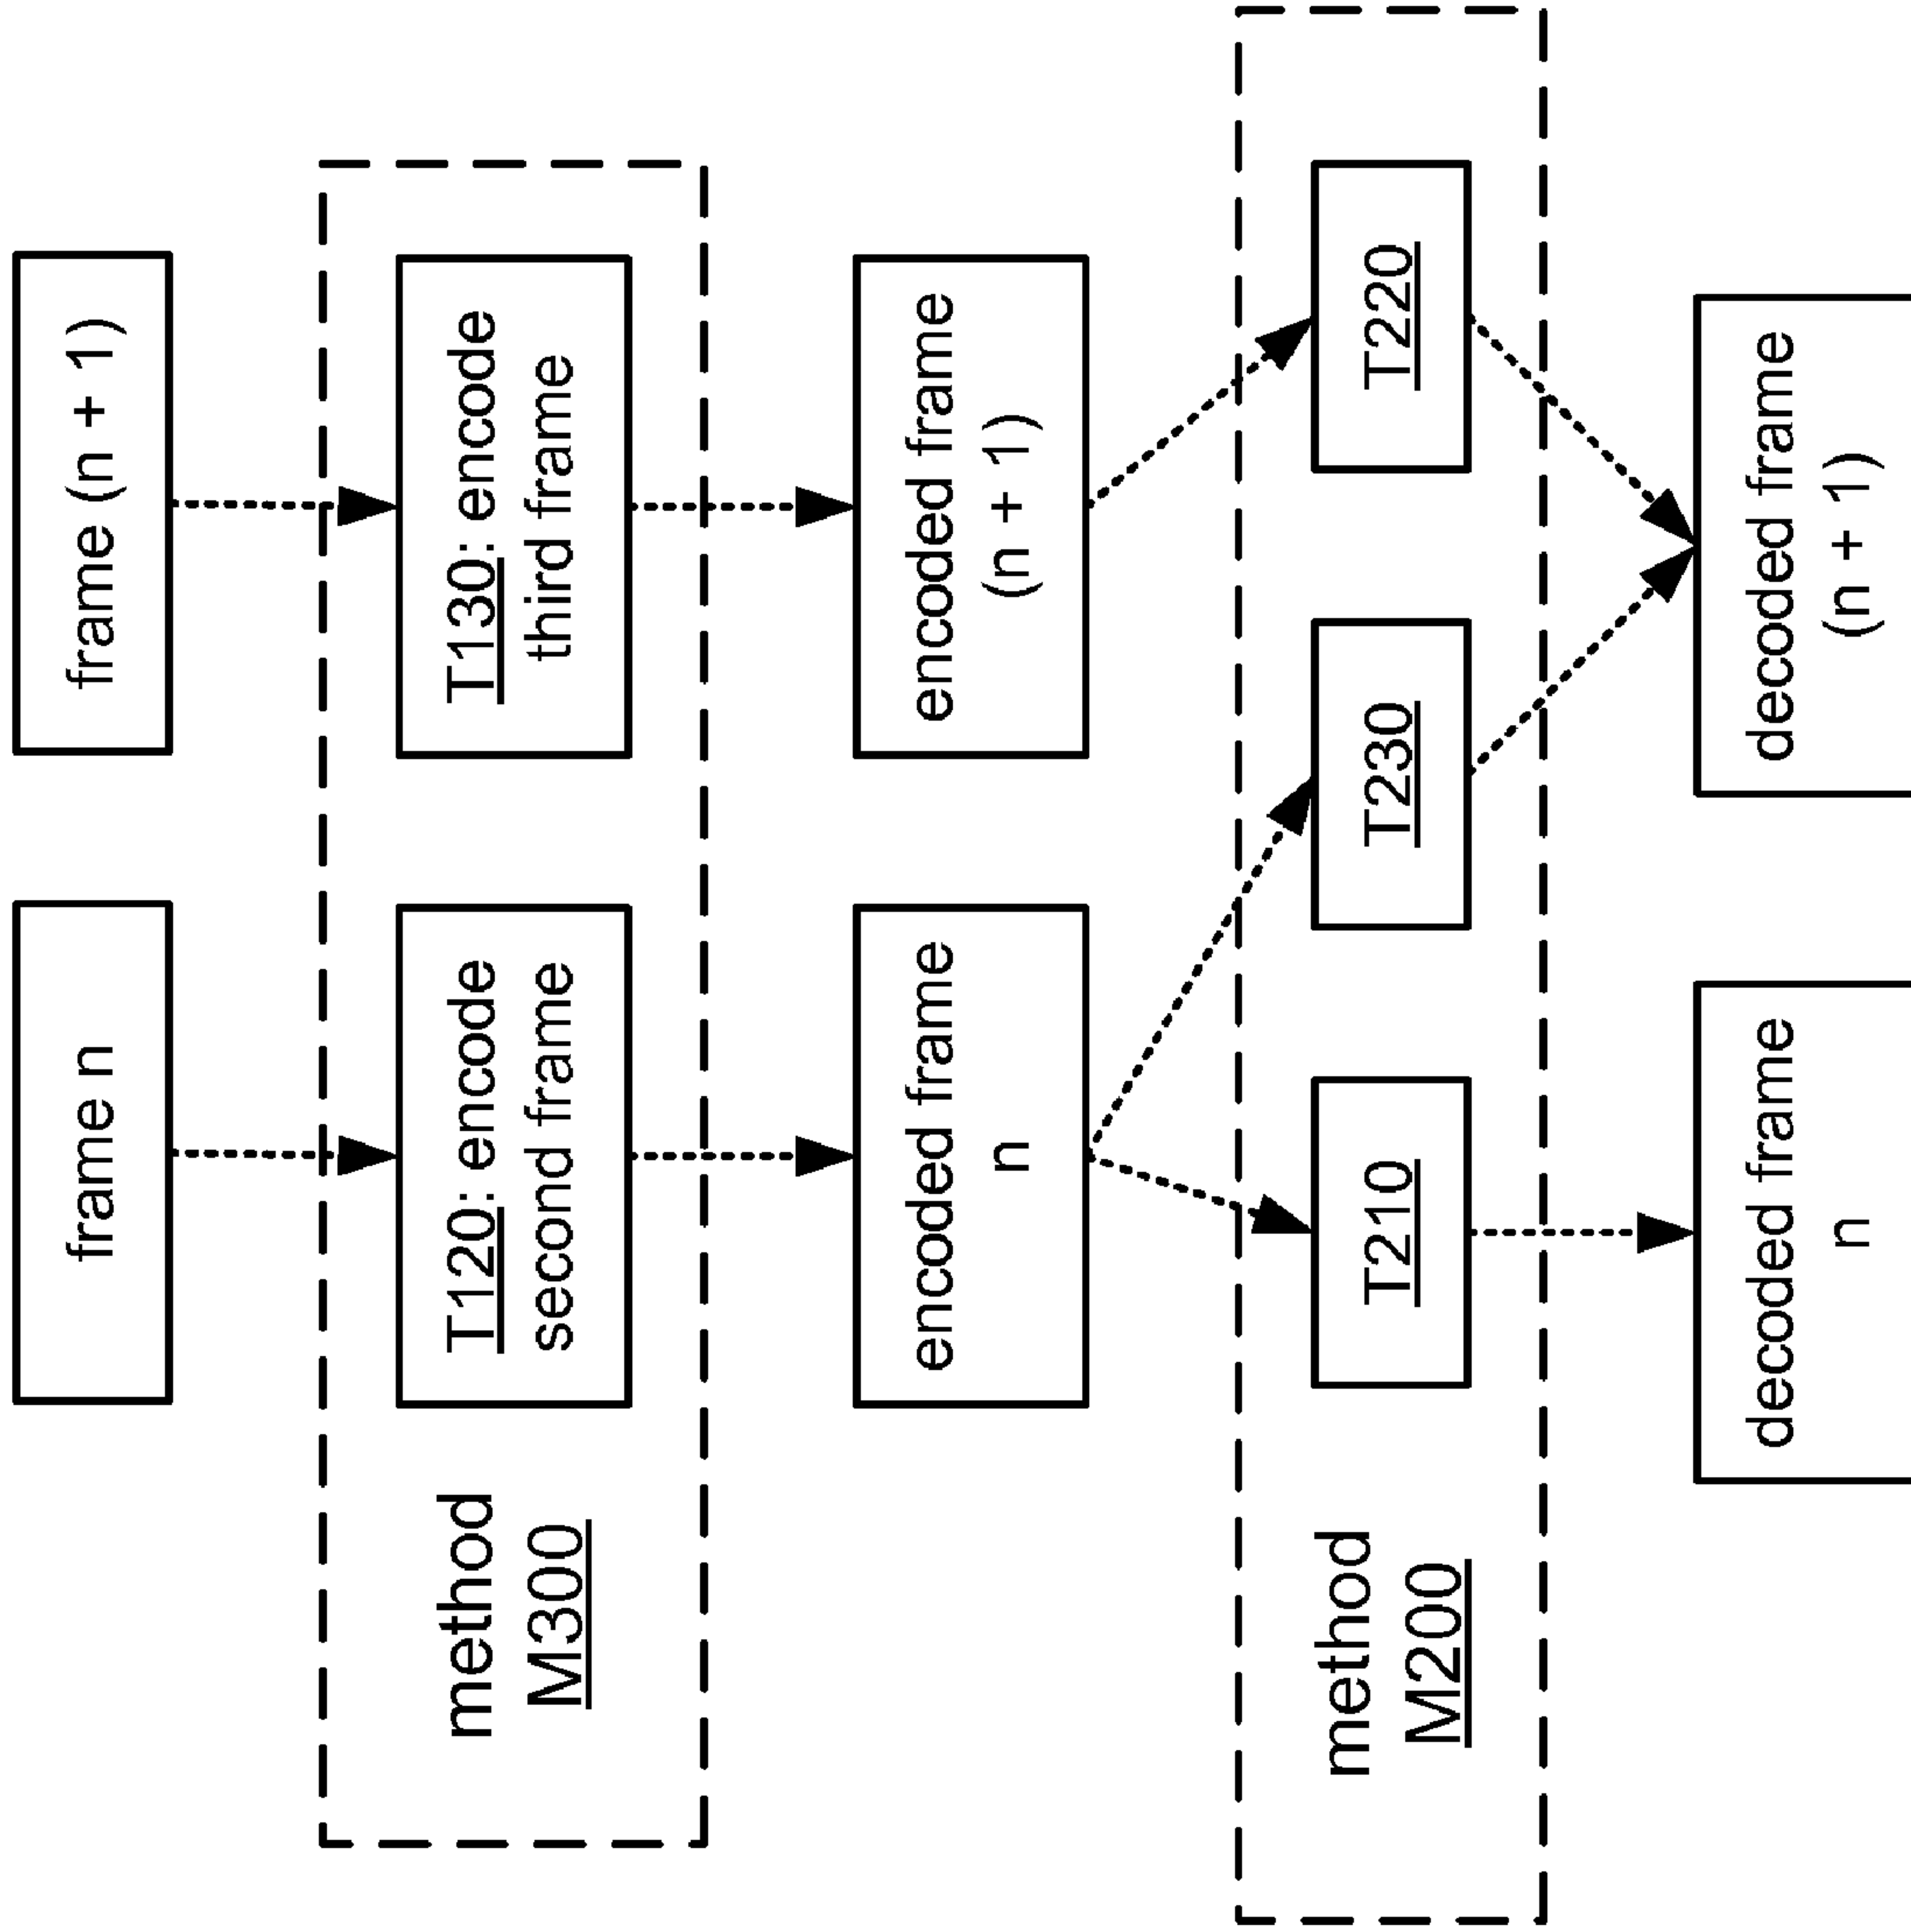 frame n
frame (n + 1)
method
M300
T120: encode
second frame
T130: encode
third frame
encoded frame
n
encoded frame
(n + 1)
method
M200
T210
T230
T220
decoded frame
n
decoded frame
(n + 1)